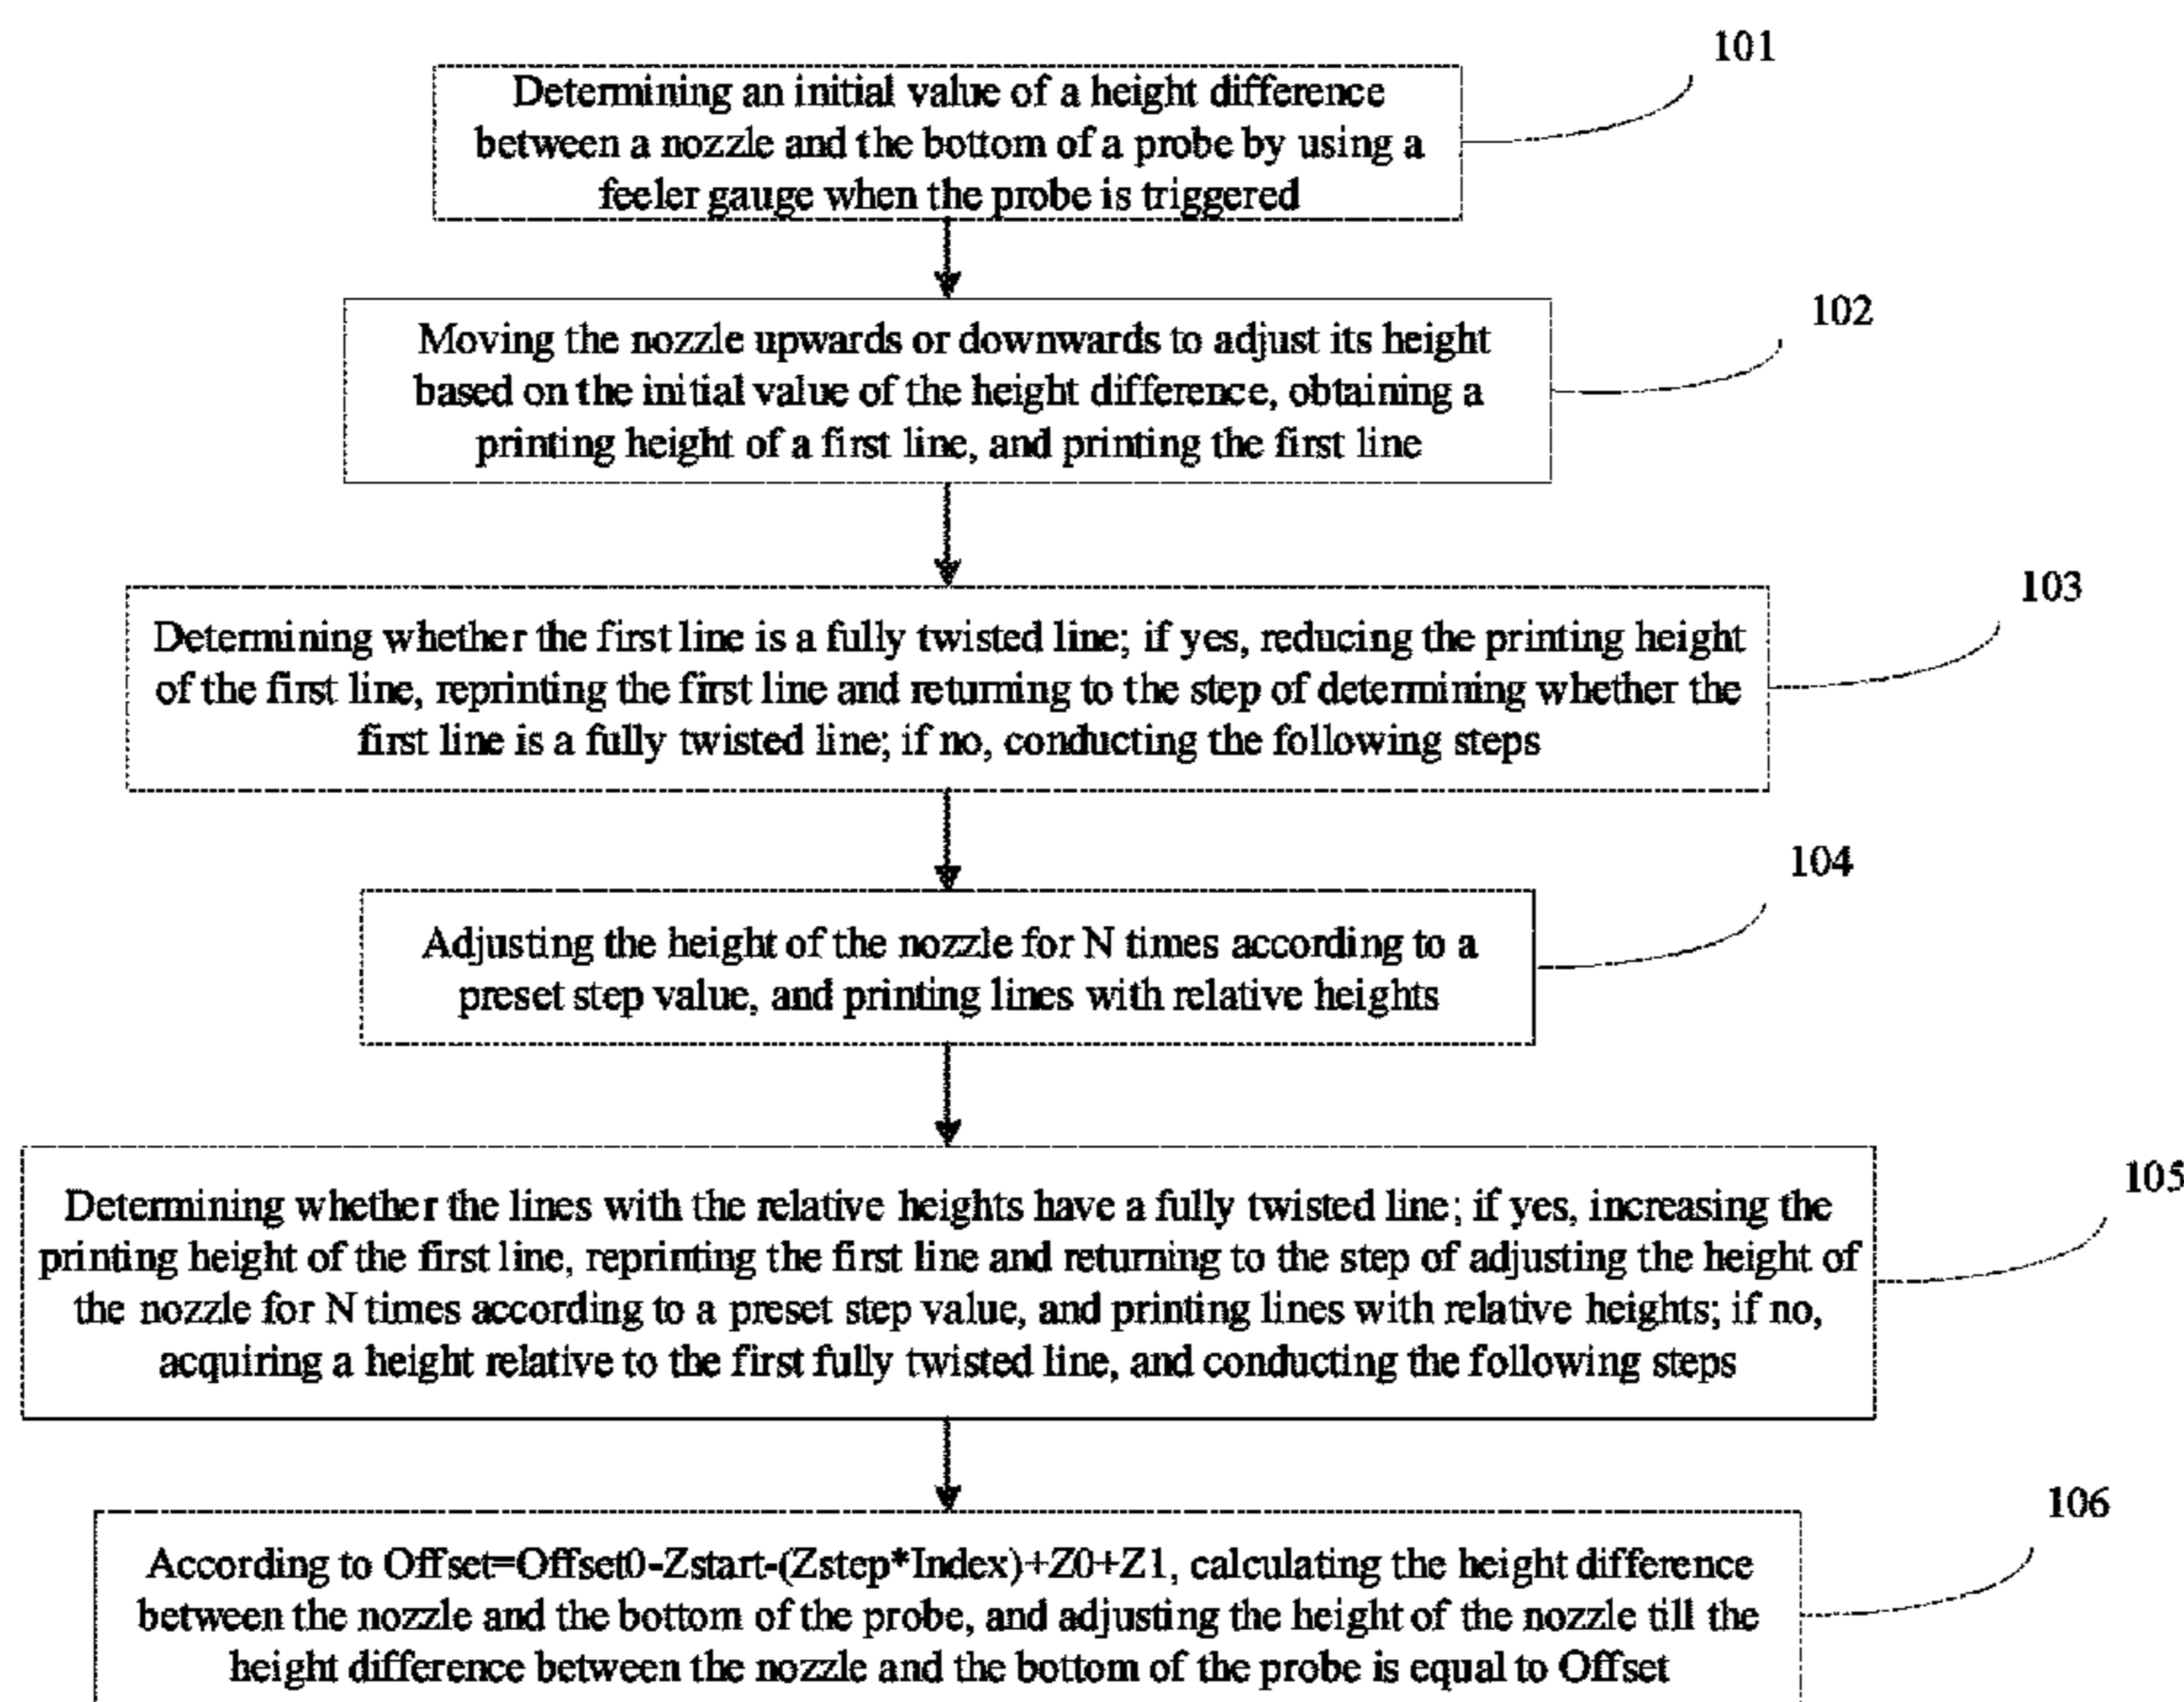 101
Determining an initial value of a height difference
between a nozzle and the bottom of a probe by using a
feeler gauge when the probe is triggered
102
Moving the nozzle upwards or downwards to adjust its height
based on the initial value of the height difference, obtaining a
printing height of a first line, and printing the first line
103
Determining whether the first line is a fully twisted line; if yes, reducing the printing height
of the first line, reprinting the first line and returning to the step of determining whether the
first line is a fully twisted line; if no, conducting the following steps
104
Adjusting the height of the nozzle for N times according to a
preset step value, and printing lines with relative heights
105
Determining whether the lines with the relative heights have a fully twisted line; if yes, increasing the
printing height of the first line, reprinting the first line and returning to the step of adjusting the height of
the nozzle for N times according to a preset step value, and printing lines with relative heights; if no,
acquiring a height relative to the first fully twisted line, and conducting the following steps
106
According to Offset=Offset0-Zstart-(Zstep*Index)+Z0+Z1, calculating the height difference
between the nozzle and the bottom of the probe, and adjusting the height of the nozzle till the
height difference between the nozzle and the bottom of the probe is equal to Offset